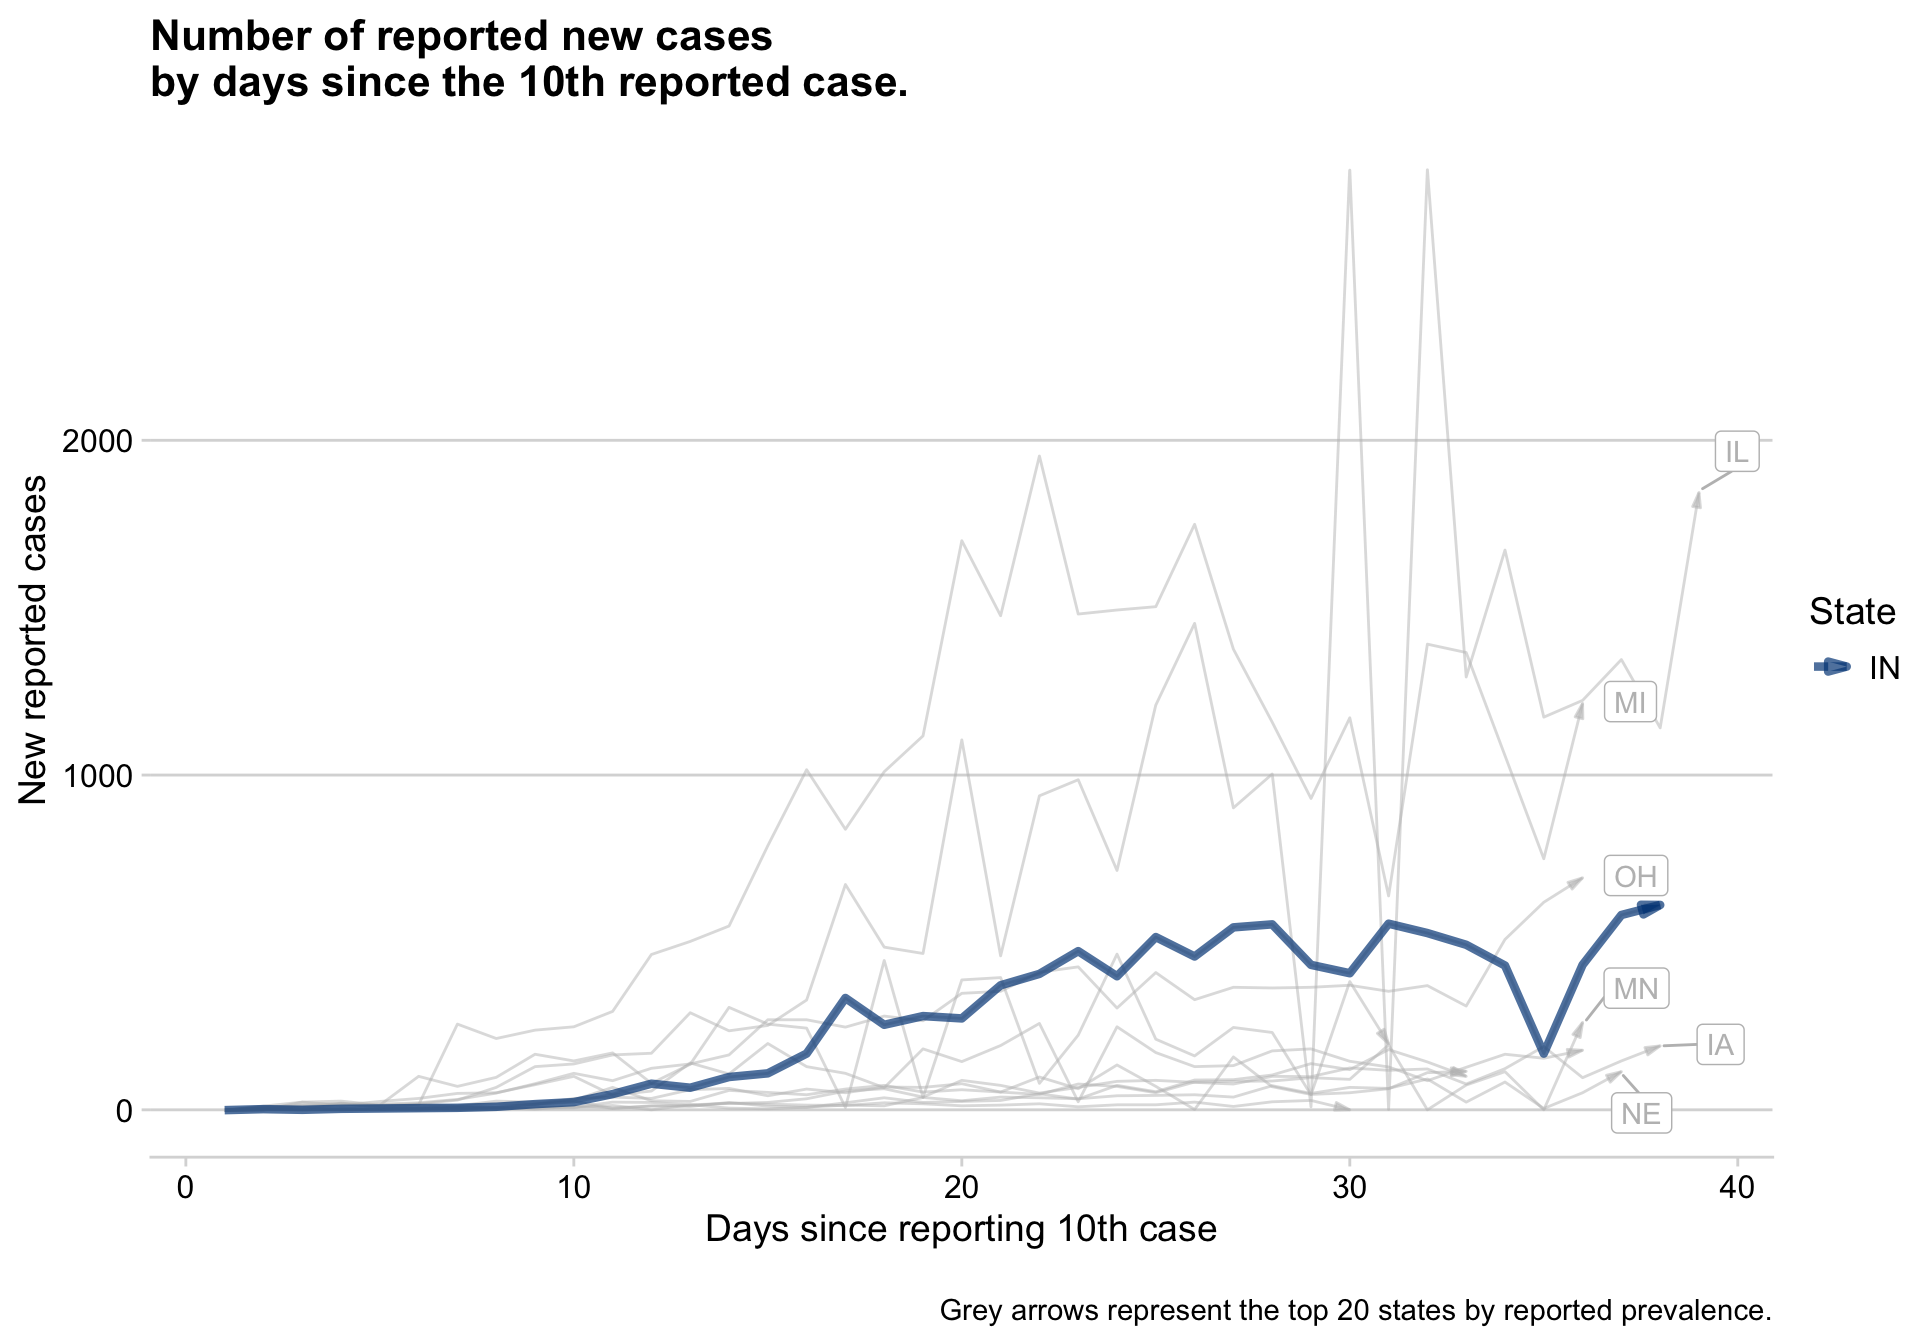 Number of reported new cases
by days since the 10th reported case.
New reported cases
2000
1000
0
IL
MI
OH
MN
IA
NE
State
IN
0 10 20 30 40
Days since reporting 10th case
Grey arrows represent the top 20 states by reported prevalence.